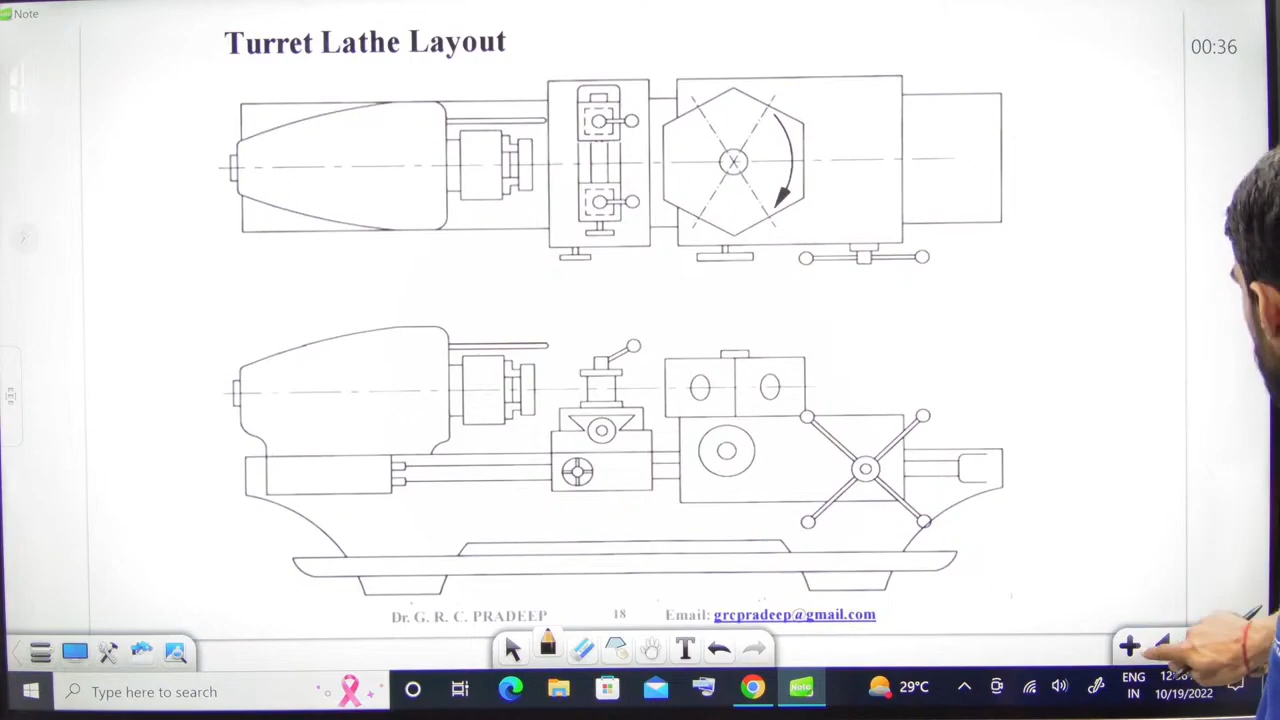 Note
Turret Lathe Layout
00:36
Dr. G. R. C. PRADEEP 18 Email: grcpradeep@gmail.com
T
Type here to search
Note
29°C
ENG
IN
10/19/2022